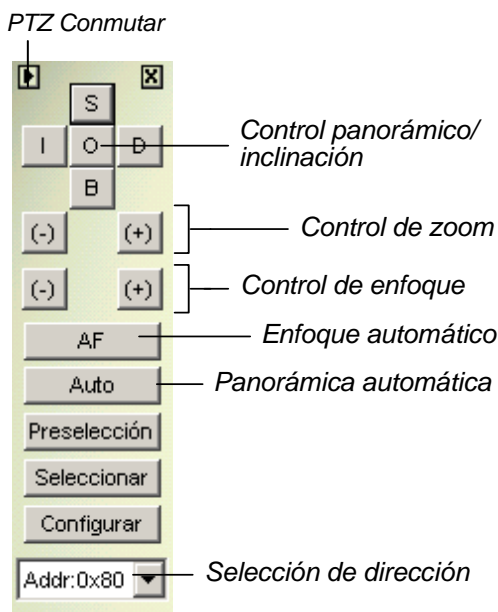 PTZ Conmutar
S
I O D
B
Control panorámico/
inclinación
(-) (+)
Control de zoom
(-) (+)
Control de enfoque
AF
Enfoque automático
Auto
Panorámica automática
Preselección
Seleccionar
Configurar
Addr:0x80
Selección de dirección